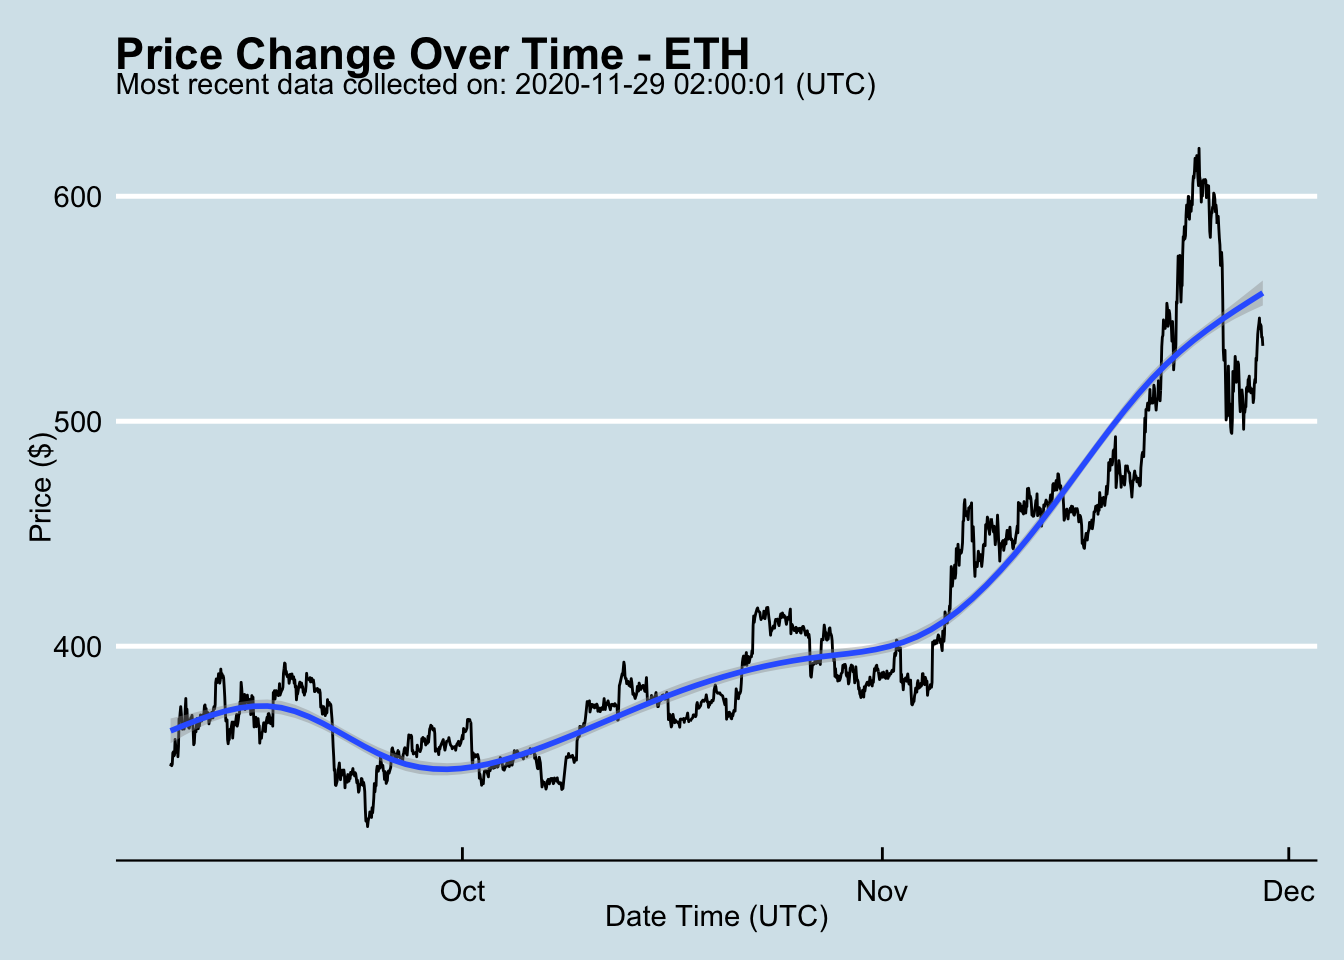 Price Change Over Time - ETH
Most recent data collected on: 2020-11-29 02:00:01 (UTC)
600
500
400
Price ($)
Oct
Nov
Dec
Date Time (UTC)